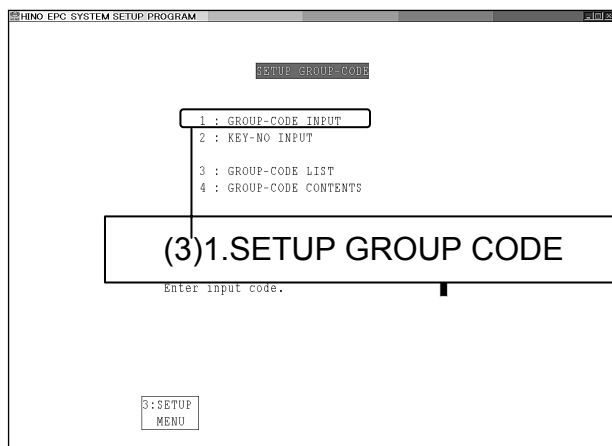 HINO EPC SYSTEM SETUP PROGRAM
SETUP GROUP-CODE
1 : GROUP-CODE INPUT
2 : KEY-NO INPUT
3 : GROUP-CODE LIST
4 : GROUP-CODE CONTENTS
(3)1.SETUP GROUP CODE
Enter input code.
3:SETUP
MENU